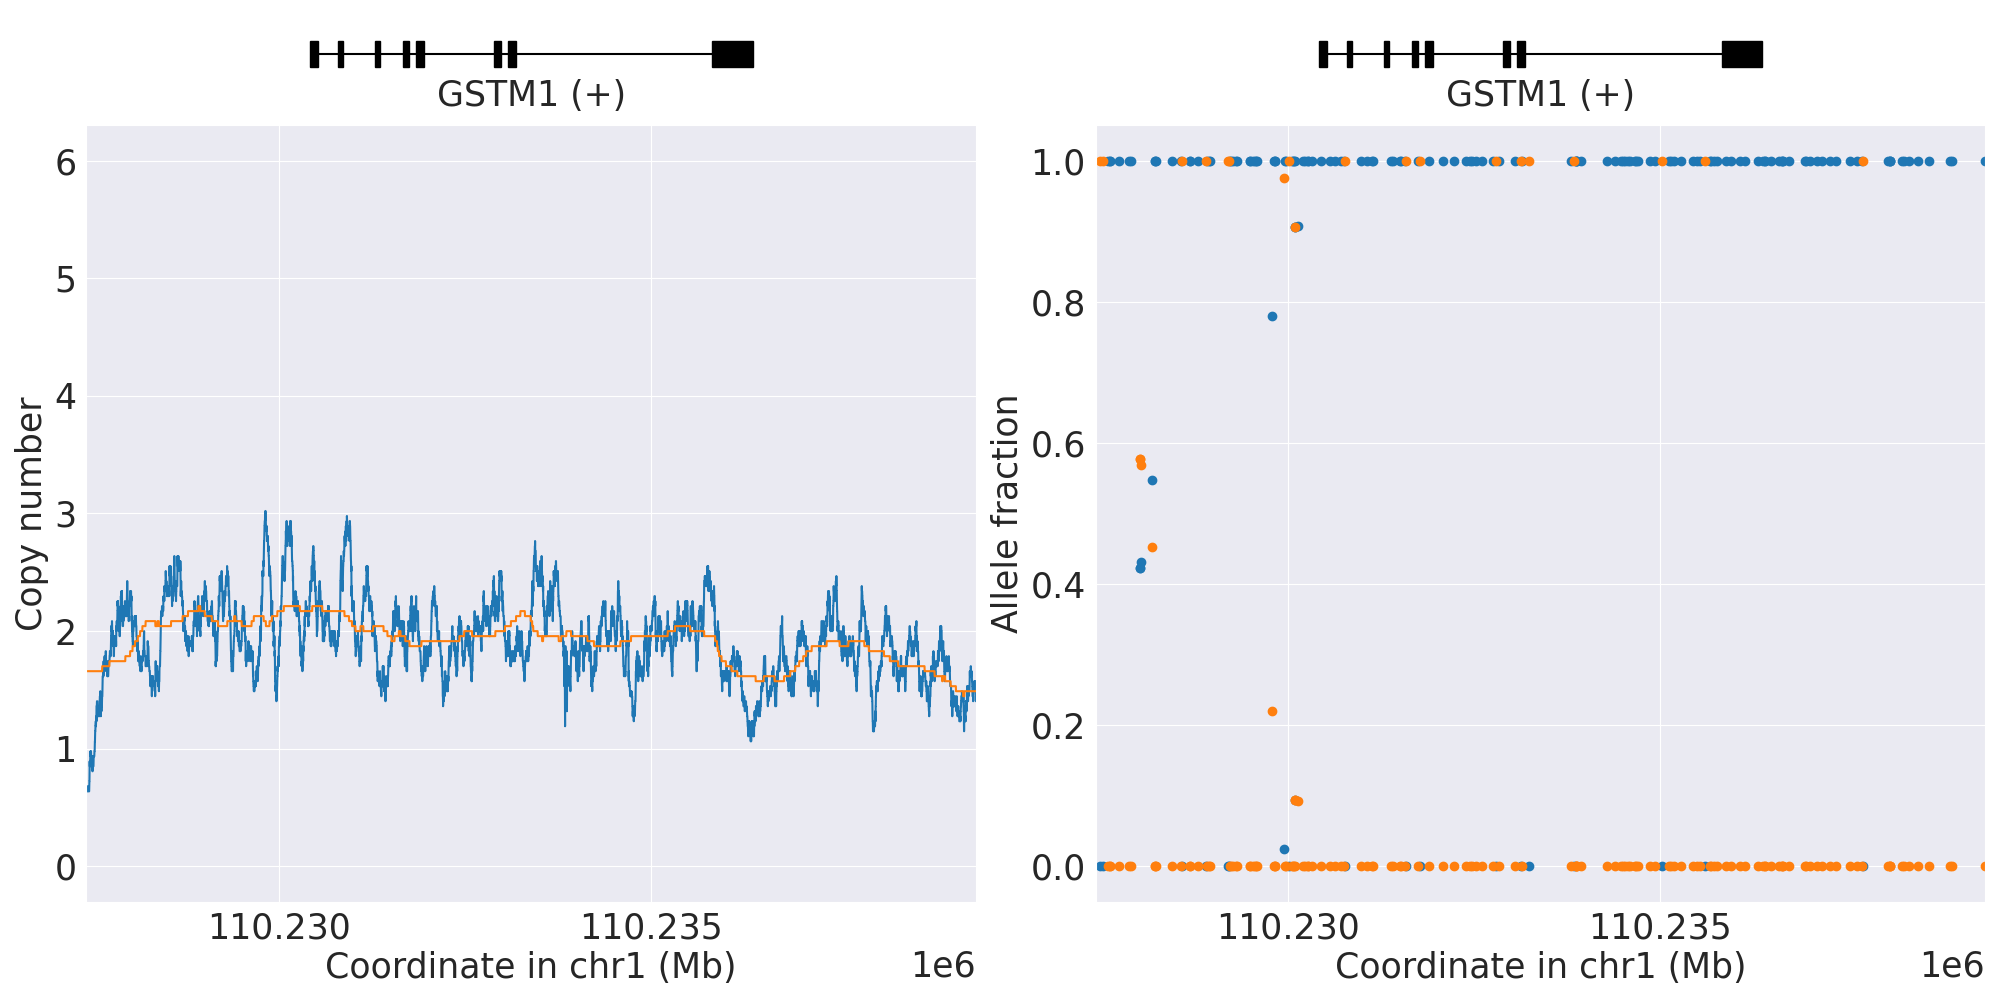 GSTM1 (+)
6
5
4
3
2
1
0
Copy number
110.230
110.235
Coordinate in chr1 (Mb)
1e6
GSTM1 (+)
1.0
0.8
0.6
0.4
0.2
0.0
Allele fraction
110.230
110.235
Coordinate in chr1 (Mb)
1e6